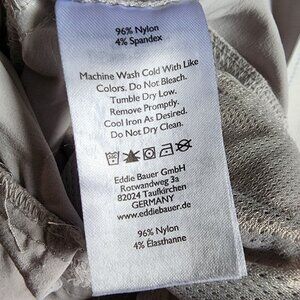 96% Nylon
4% Spandex
Machine Wash Cold With Like
Colors. Do Not Bleach.
Tumble Dry Low.
Remove Promptly.
Cool Iron As Desired.
Do Not Dry Clean.
Eddie Bauer GmbH
Rotwandweg 3a
82024 Taufkirchen
GERMANY
www.eddiebauer.de
96% Nylon
4% Élasthanne